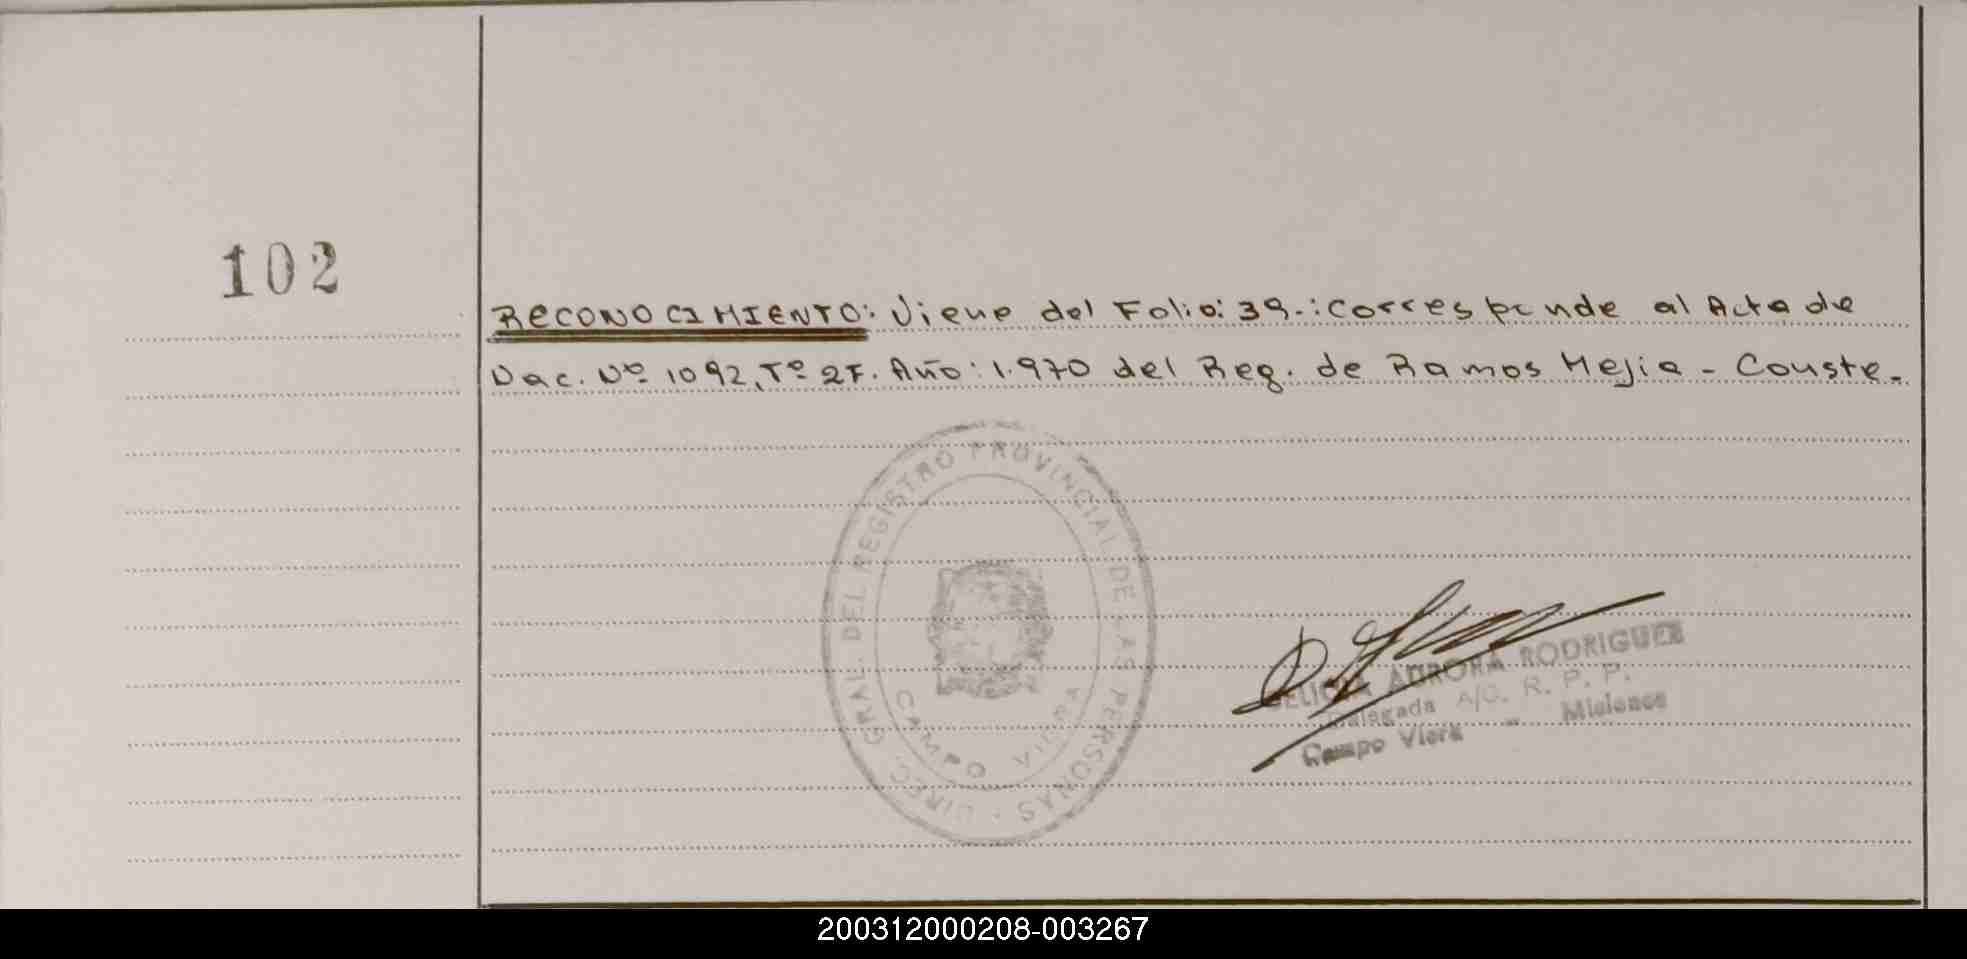 102
RECONOCIMIENTO: Viene del Folio: 39.: Corresponde al Acta de
Nac. Nº 1092, Tº 2F. Año: 1.970 del Reg. de Ramos Mejia - Conste.
DIREC. GRAL. DEL REGISTRO PROVINCIAL DE LAS PERSONAS
CAMPO VIERA
AURORA RODRIGUEZ
Delegada A/C. R. P. P.
Campo Viera - Misiones
200312000208-003267